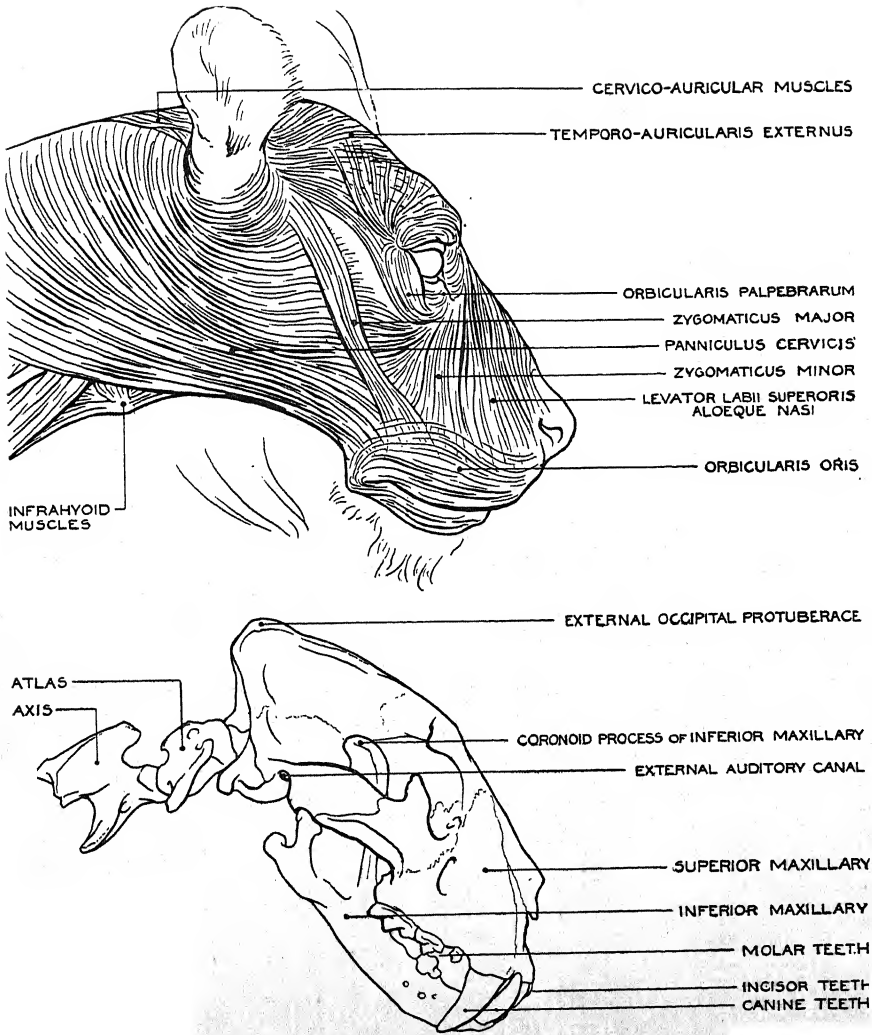 CERVICO-AURICULAR MUSCLES
TEMPORO-AURICULARIS EXTERNUS
ORBICULARIS PALPEBRARUM
ZYGOMATICUS MAJOR
PANNICULUS CERVICIS
ZYGOMATICUS MINOR
LEVATOR LABII SUPERORIS
ALOEQUE NASI
ORBICULARIS ORIS
INFRAHYOID
MUSCLES
EXTERNAL OCCIPITAL PROTUBERACE
ATLAS
AXIS
CORONOID PROCESS OF INFERIOR MAXILLARY
EXTERNAL AUDITORY CANAL
SUPERIOR MAXILLARY
INFERIOR MAXILLARY
MOLAR TEETH
INCISOR TEETH
CANINE TEETH